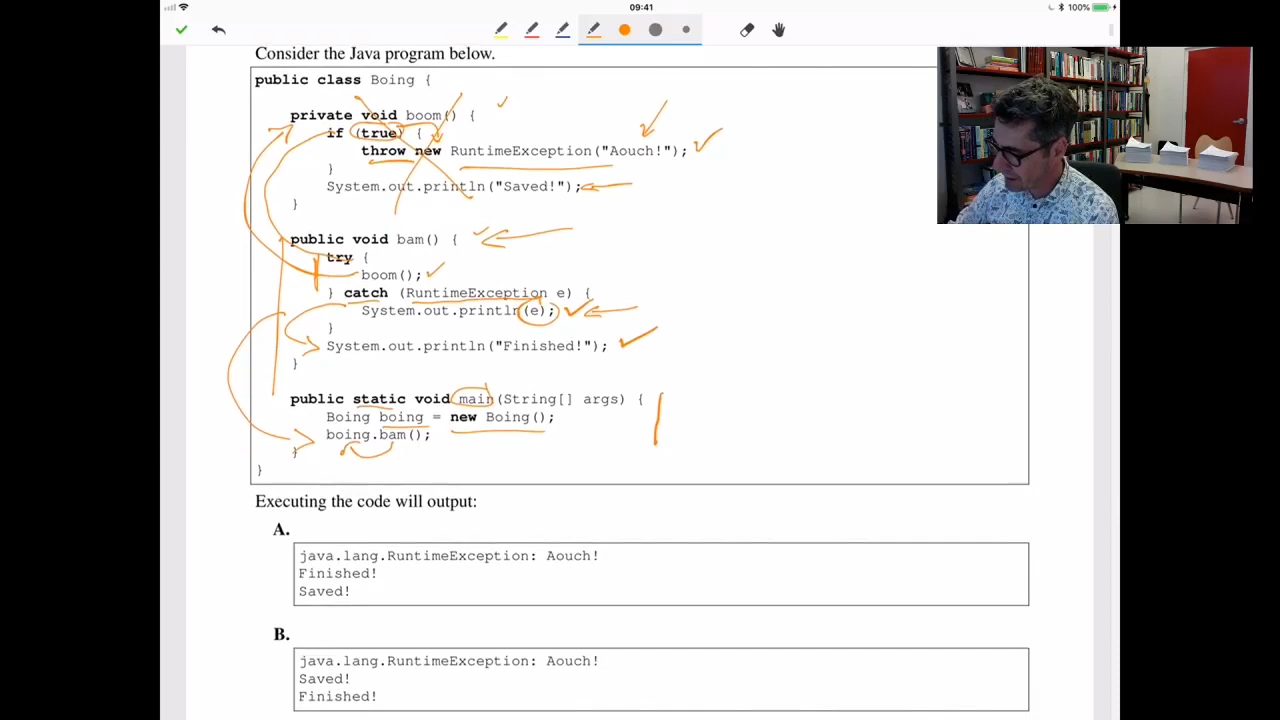 09:41
100%
Consider the Java program below.
public class Boing {
private void boom() {
if (true) {
throw new RuntimeException("Aouch!");
}
System.out.println("Saved!");
}
public void bam() {
try {
boom();
} catch (RuntimeException e) {
System.out.println(e);
}
System.out.println("Finished!");
}
public static void main(String[] args) {
Boing boing = new Boing();
boing.bam();
}
}
Executing the code will output:
A.
java.lang.RuntimeException: Aouch!
Finished!
Saved!
B.
java.lang.RuntimeException: Aouch!
Saved!
Finished!